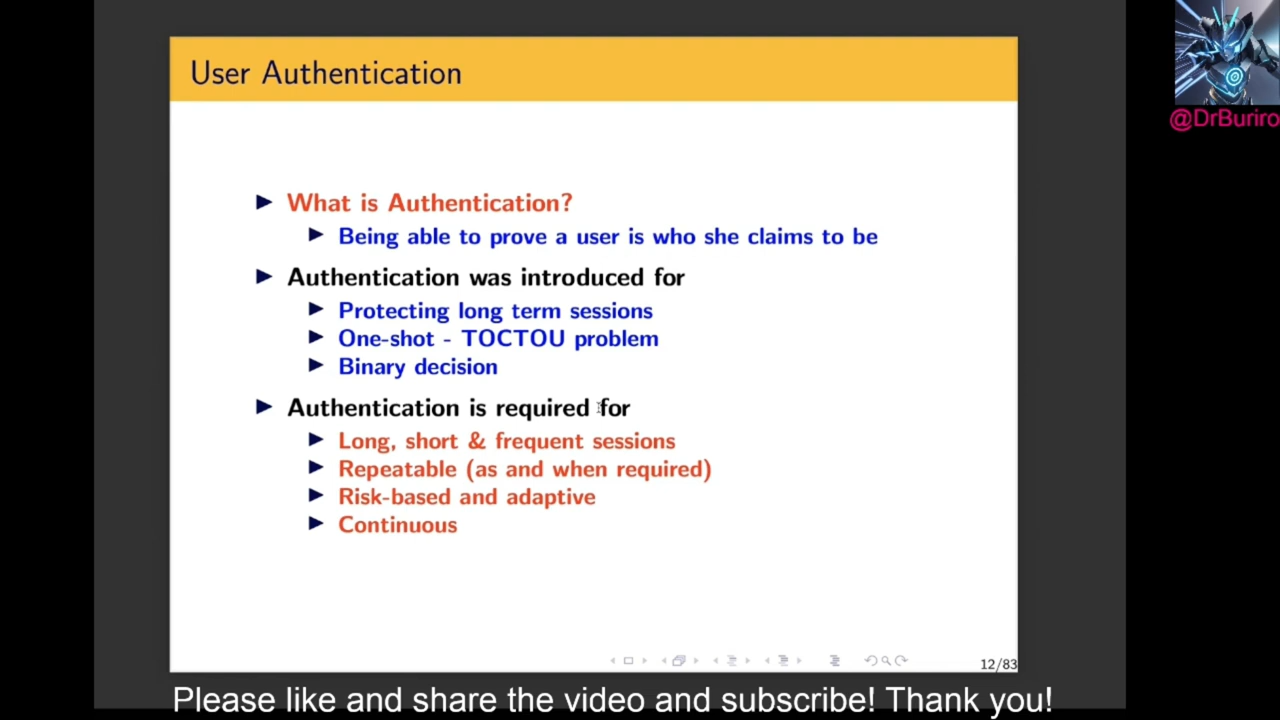 User Authentication
@DrBuriro
What is Authentication?
Being able to prove a user is who she claims to be
Authentication was introduced for
Protecting long term sessions
One-shot - TOCTOU problem
Binary decision
Authentication is required for
Long, short & frequent sessions
Repeatable (as and when required)
Risk-based and adaptive
Continuous
12/83
Please like and share the video and subscribe! Thank you!